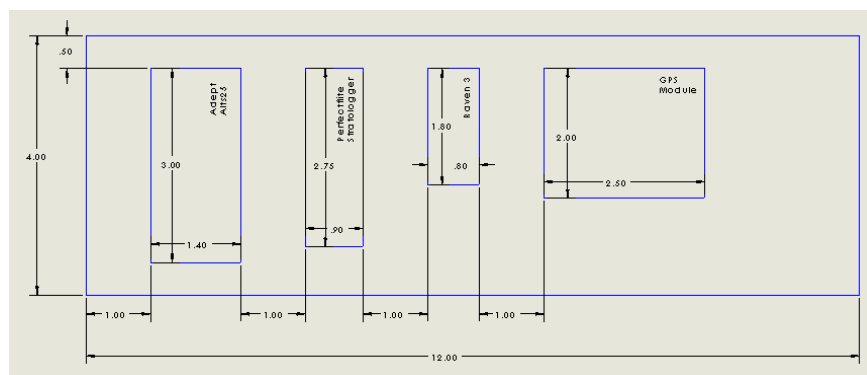 .50
4.00
Adept
Alts25
3.00
1.40
Perfectflite
Stratologger
2.75
.90
Raven 3
1.80
.80
GPS
Module
2.00
2.50
1.00
1.00
1.00
1.00
12.00